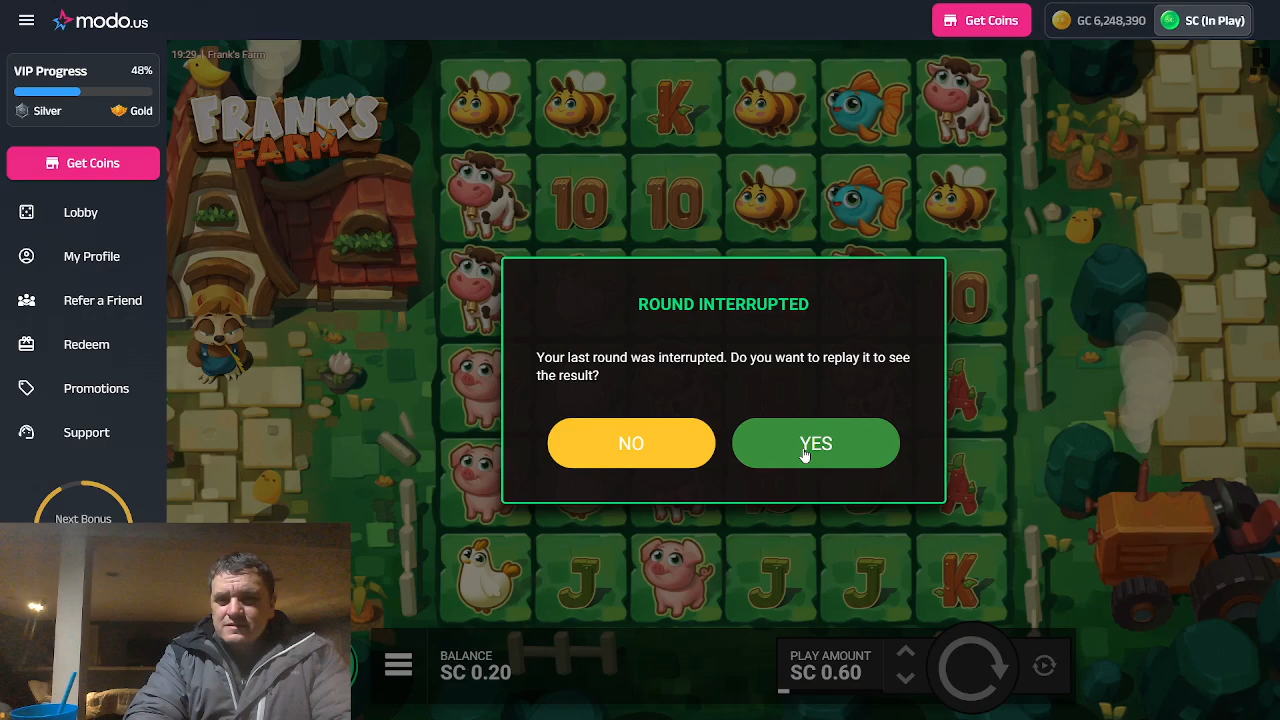 modo.us
Get Coins
GC 6,248,390
SC (In Play)
VIP Progress
48%
Silver
Gold
Get Coins
Lobby
My Profile
Refer a Friend
Redeem
Promotions
Support
Next Bonus
19:29 | Frank's Farm
FRANK'S
FARM
K
10
10
ROUND INTERRUPTED
Your last round was interrupted. Do you want to replay it to see
the result?
NO
YES
J
J
J
K
BALANCE
SC 0.20
PLAY AMOUNT
SC 0.60